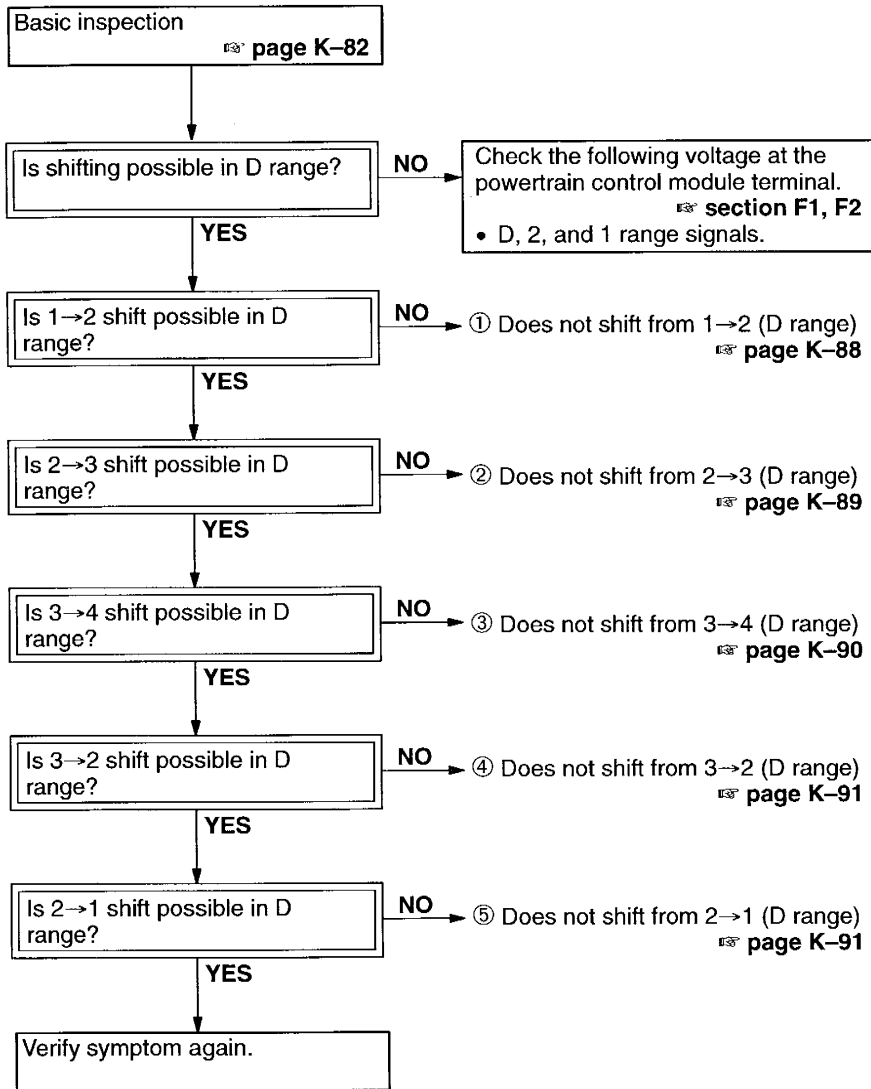 Basic inspection
☞ page K–82
Is shifting possible in D range?
NO
Check the following voltage at the
powertrain control module terminal.
☞ section F1, F2
• D, 2, and 1 range signals.
YES
Is 1→2 shift possible in D
range?
NO
① Does not shift from 1→2 (D range)
☞ page K–88
YES
Is 2→3 shift possible in D
range?
NO
② Does not shift from 2→3 (D range)
☞ page K–89
YES
Is 3→4 shift possible in D
range?
NO
③ Does not shift from 3→4 (D range)
☞ page K–90
YES
Is 3→2 shift possible in D
range?
NO
④ Does not shift from 3→2 (D range)
☞ page K–91
YES
Is 2→1 shift possible in D
range?
NO
⑤ Does not shift from 2→1 (D range)
☞ page K–91
YES
Verify symptom again.